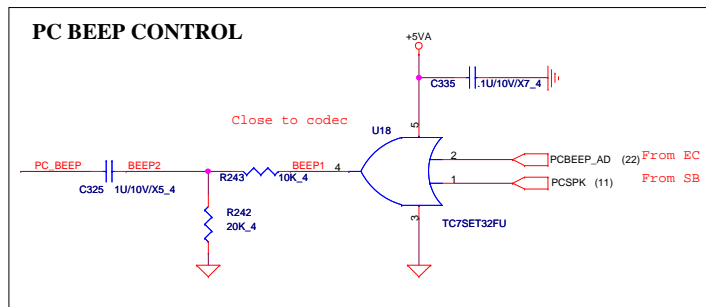 PC BEEP CONTROL
+5VA
C335 .1U/10V/X7_4
Close to codec
U18
5
PC_BEEP BEEP2 R243 BEEP1 4 2 PCBEEP_AD (22) From EC
C325 1U/10V/X5_4 10K_4 1 PCSPK (11) From SB
R242
20K_4
3
TC7SET32FU